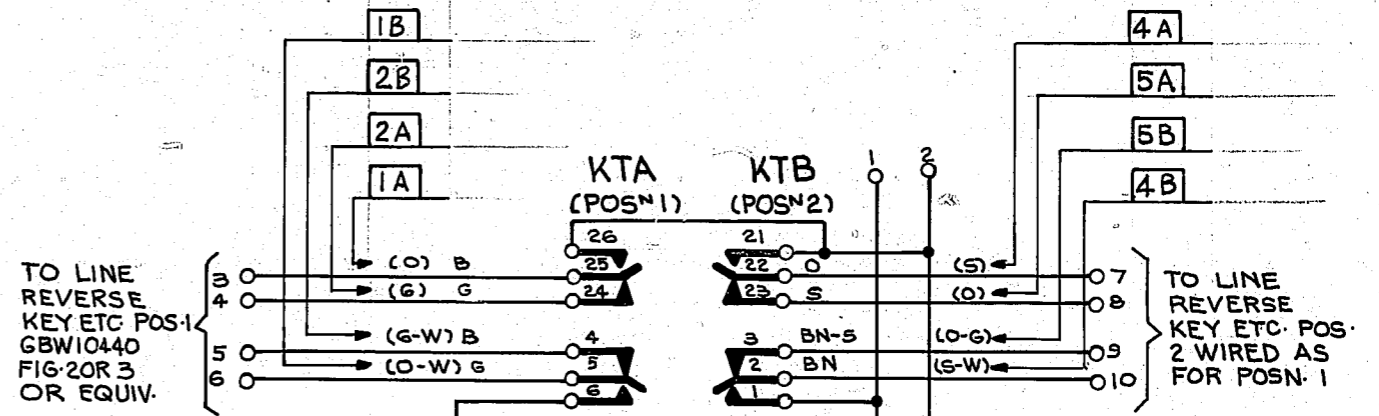 1B
2B
2A
1A
4A
5A
5B
4B
KTA
(POSN 1)
KTB
(POSN 2)
1
2
TO LINE
REVERSE
KEY ETC POS·1
GBW10440
FIG·2 OR 3
OR EQUIV·
3
4
5
6
(O) B
(G) G
(G-W) B
(O-W) G
26
25
24
4
5
6
21
22
23
3
2
1
O
S
BN-S
BN
(S)
(O)
(O-G)
(S-W)
7
8
9
10
TO LINE
REVERSE
KEY ETC· POS·
2 WIRED AS
FOR POSN· 1